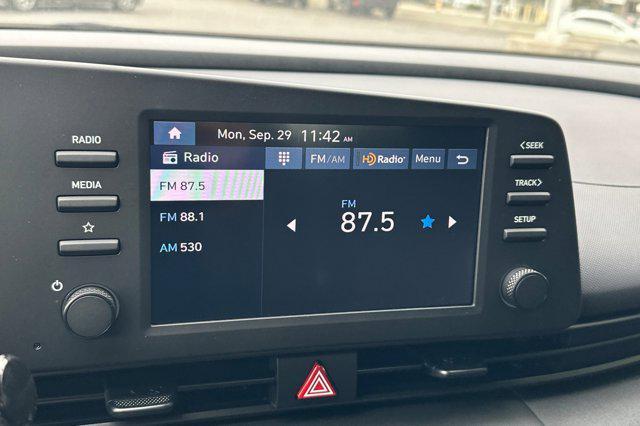 Mon, Sep. 29 11:42 AM
RADIO
MEDIA
Radio
FM/AM
HD Radio
Menu
FM 87.5
FM 88.1
AM 530
FM
87.5
<SEEK
TRACK>
SETUP